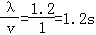 λ/v = 1.2/1 = 1.2s